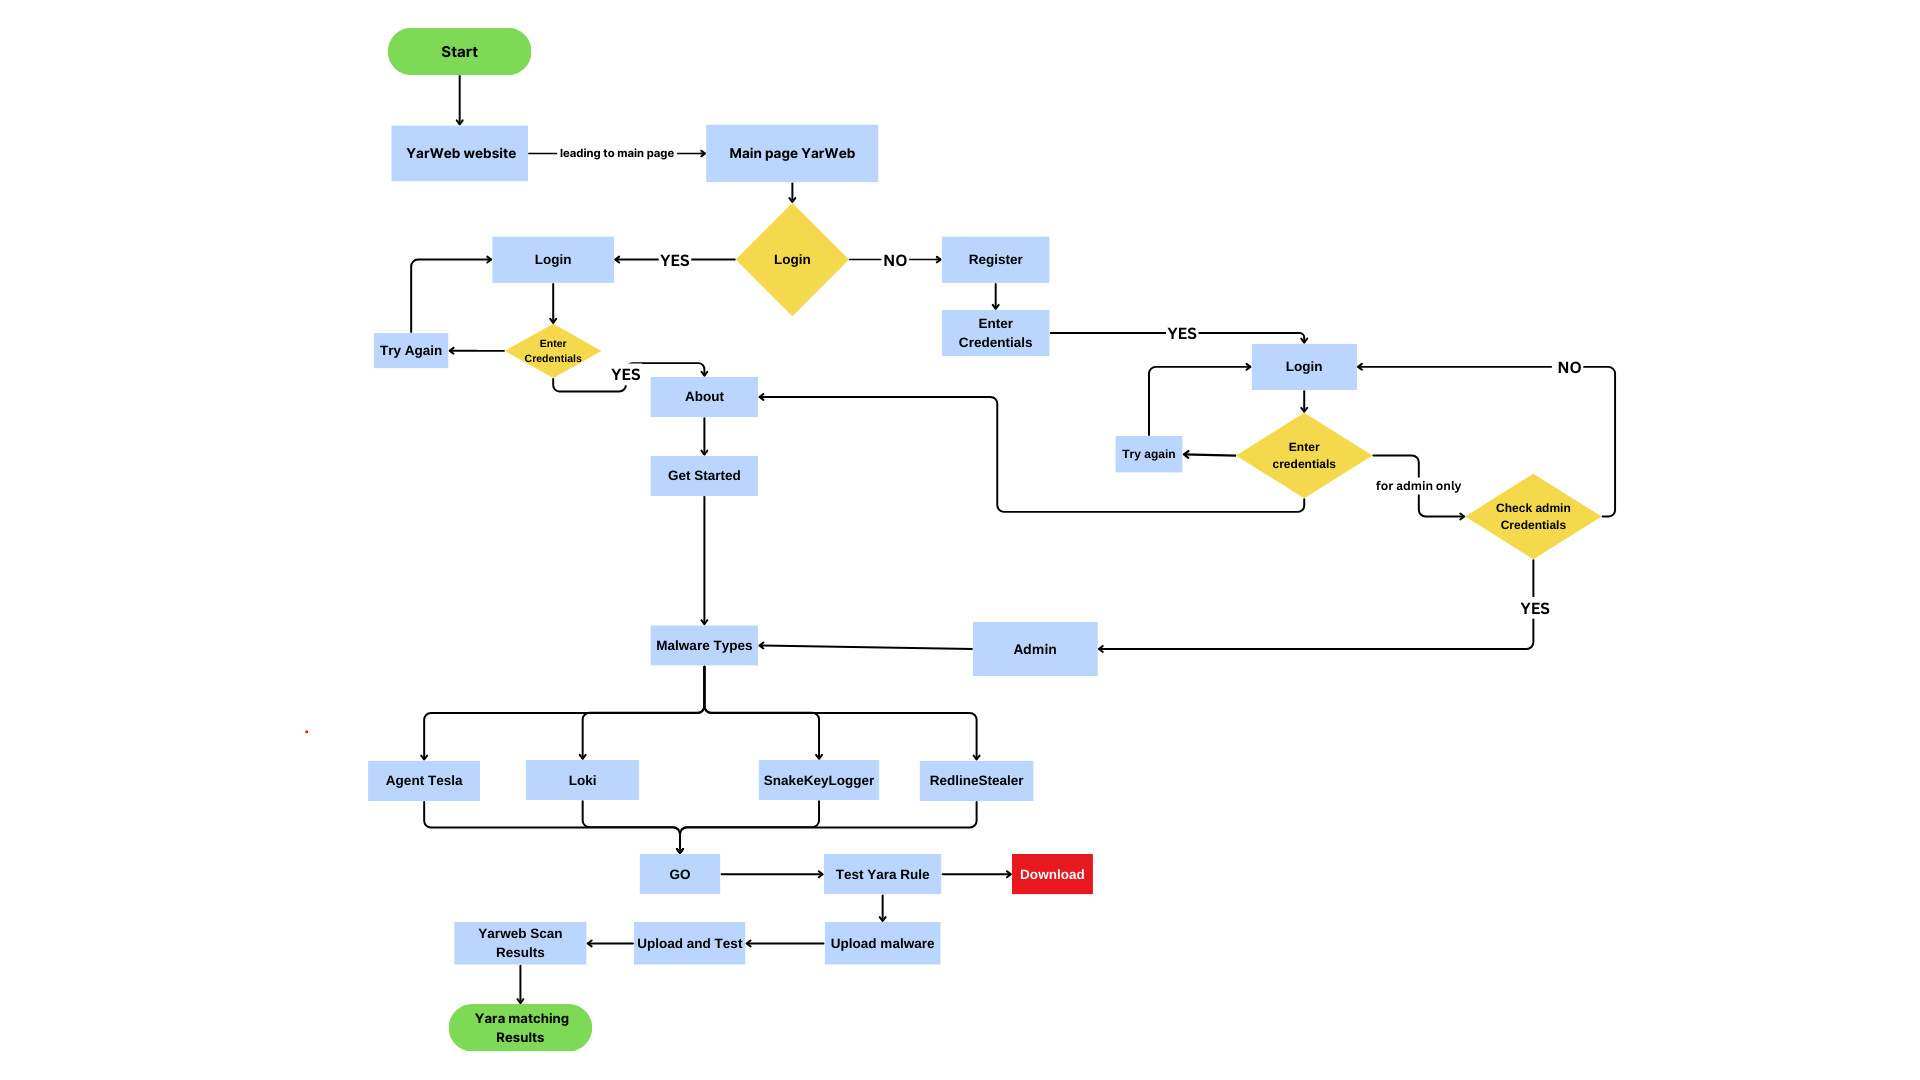 Start
YarWeb website
leading to main page
Main page YarWeb
Login
YES
Login
NO
Register
Enter
Credentials
YES
Try Again
Enter
Credentials
YES
Login
NO
About
Try again
Enter
credentials
Get Started
for admin only
Check admin
Credentials
YES
Malware Types
Admin
Agent Tesla
Loki
SnakeKeyLogger
RedlineStealer
GO
Test Yara Rule
Download
Yarweb Scan
Results
Upload and Test
Upload malware
Yara matching
Results